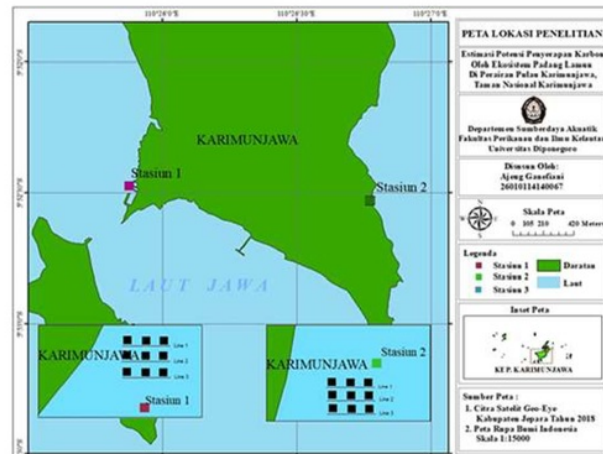 110°26'0"E
110°26'30"E
110°27'0"E
KARIMUNJAWA
Stasiun 1
Stasiun 2
LAUT JAWA
KARIMUNJAWA
Line 1
Line 2
Line 3
Stasiun 1
KARIMUNJAWA
Stasiun 2
Line 1
Line 2
Line 3
PETA LOKASI PENELITIAN
Estimasi Potensi Penyerapan Karbon
Oleh Ekosistem Padang Lamun
Di Perairan Pulau Karimunjawa,
Taman Nasional Karimunjawa
Departemen Sumberdaya Akuatik
Fakultas Perikanan dan Ilmu Kelautan
Universitas Diponegoro
Disusun Oleh:
Ajeng Ganefiani
26010114140067
Skala Peta
0 105 210 420 Meters
Legenda
Stasiun 1
Stasiun 2
Stasiun 3
Daratan
Laut
Inset Peta
KEP. KARIMUNJAWA
Sumber Peta :
1. Citra Satelit Geo-Eye
Kabupaten Jepara Tahun 2018
2. Peta Rupa Bumi Indonesia
Skala 1:15000